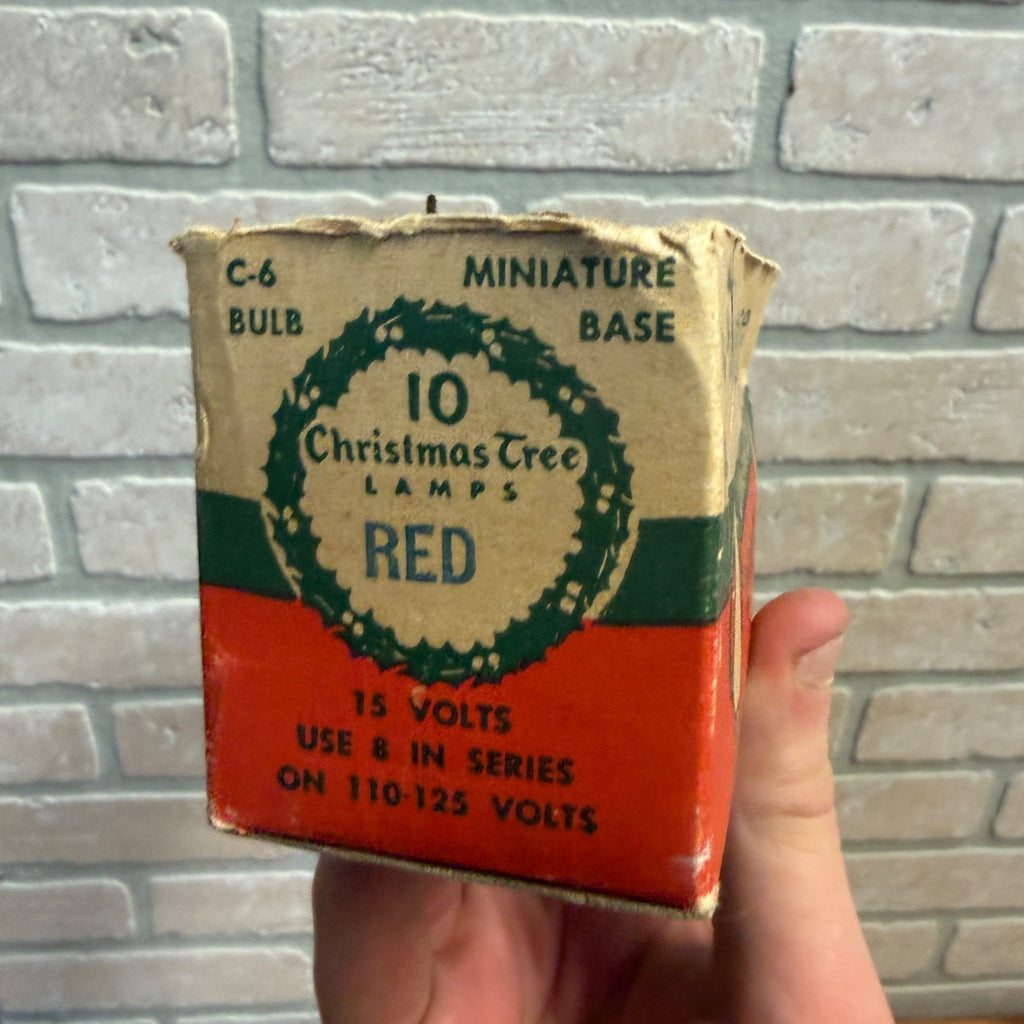 C-6 MINIATURE
BULB BASE
10
Christmas Tree
LAMPS
RED
15 VOLTS
USE 8 IN SERIES
ON 110-125 VOLTS